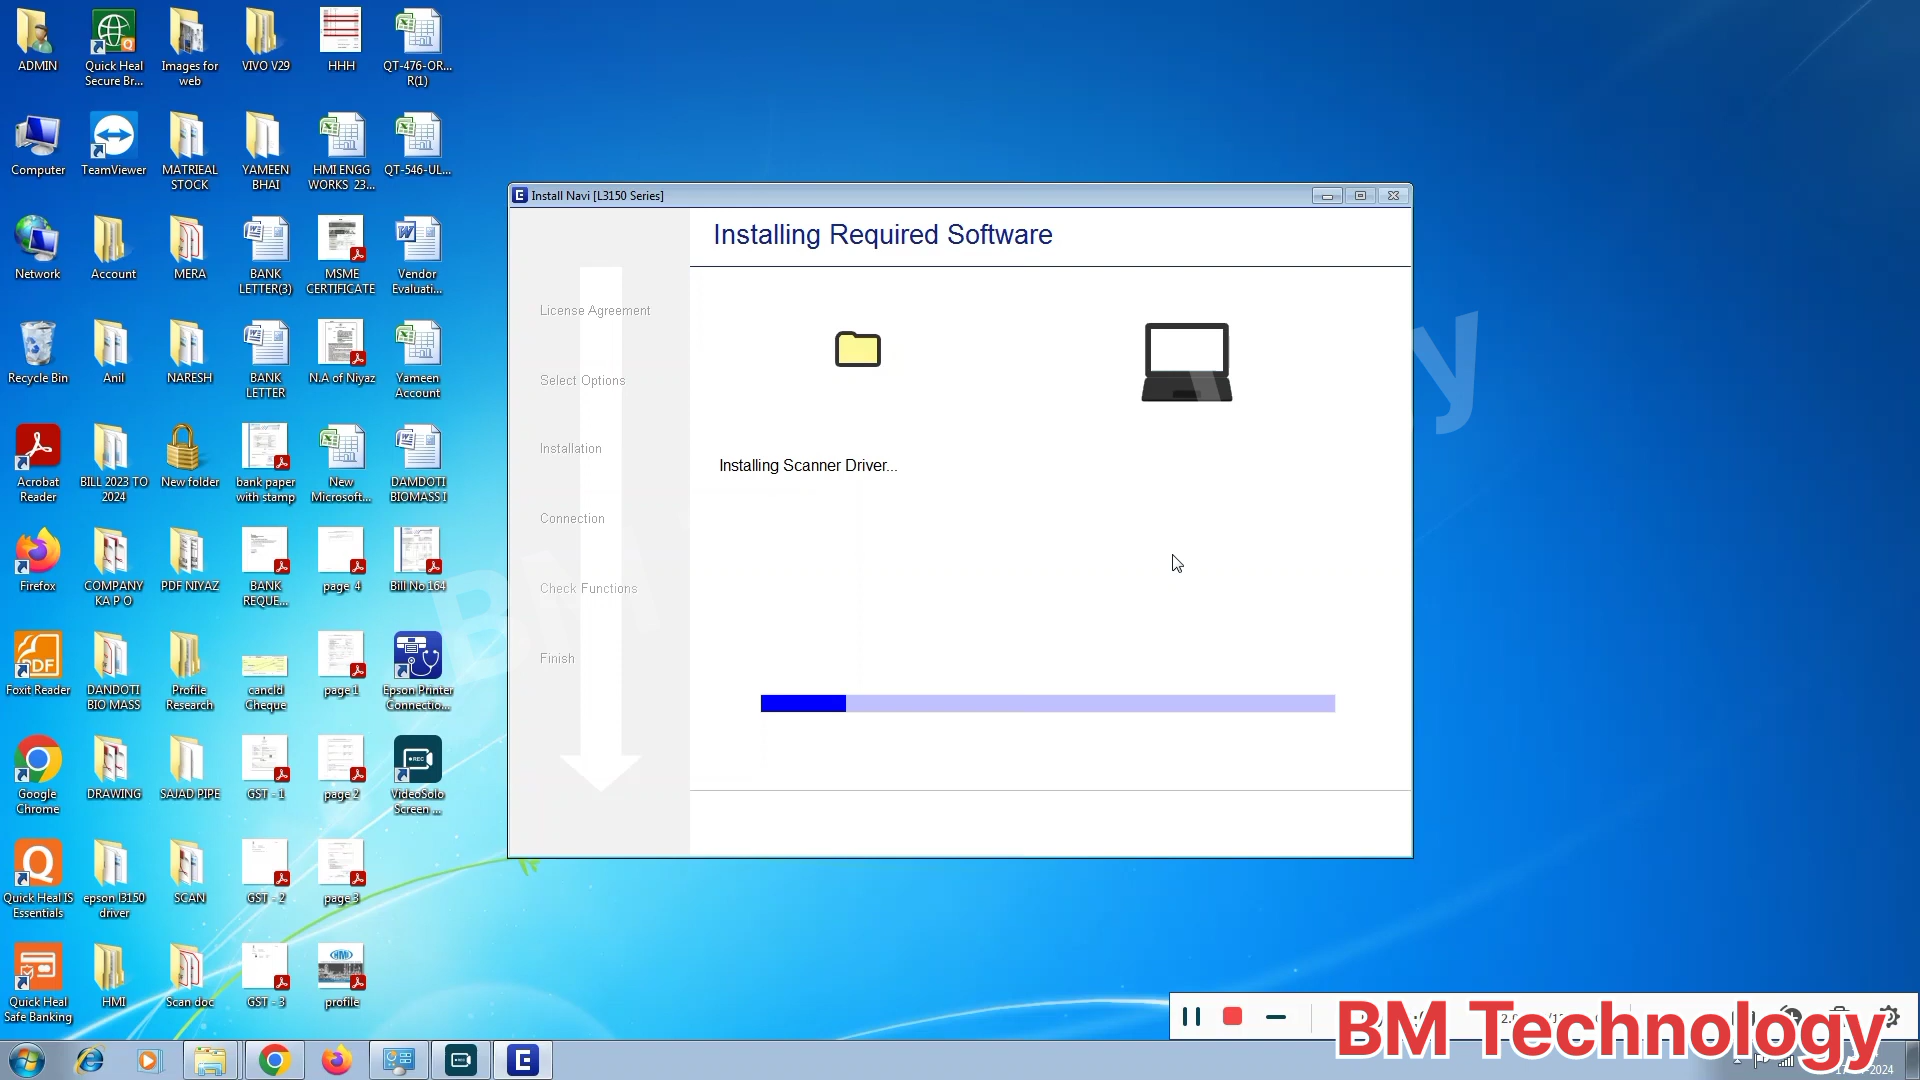 ADMIN
Quick Heal
Secure Br...
Images for
web
VIVO V29
HHH
QT-476-OR...
R(1)
Computer
TeamViewer
MATRIEAL
STOCK
YAMEEN
BHAI
HMI ENGG
WORKS 23...
QT-546-UL...
Network
Account
MERA
BANK
LETTER(3)
MSME
CERTIFICATE
Vendor
Evaluati...
Recycle Bin
Anil
NARESH
BANK
LETTER
N.A of Niyaz
Yameen
Account
Acrobat
Reader
BILL 2023 TO
2024
New folder
bank paper
with stamp
New
Microsoft...
DAMDOTI
BIOMASS I
Firefox
COMPANY
KA P O
PDF NIYAZ
BANK
REQUE...
page 4
Bill No 164
Foxit Reader
DANDOTI
BIO MASS
Profile
Research
cancld
Cheque
page 1
Epson Printer
Connectio...
Google
Chrome
DRAWING
SAJAD PIPE
GST - 1
page 2
VideoSolo
Screen ...
Quick Heal IS
Essentials
epson l3150
driver
SCAN
GST - 2
page 3
Quick Heal
Safe Banking
HMI
Scan doc
GST - 3
profile
Install Navi [L3150 Series]
Installing Required Software
License Agreement
Select Options
Installation
Connection
Check Functions
Finish
Installing Scanner Driver...
BM
y
BM Technology